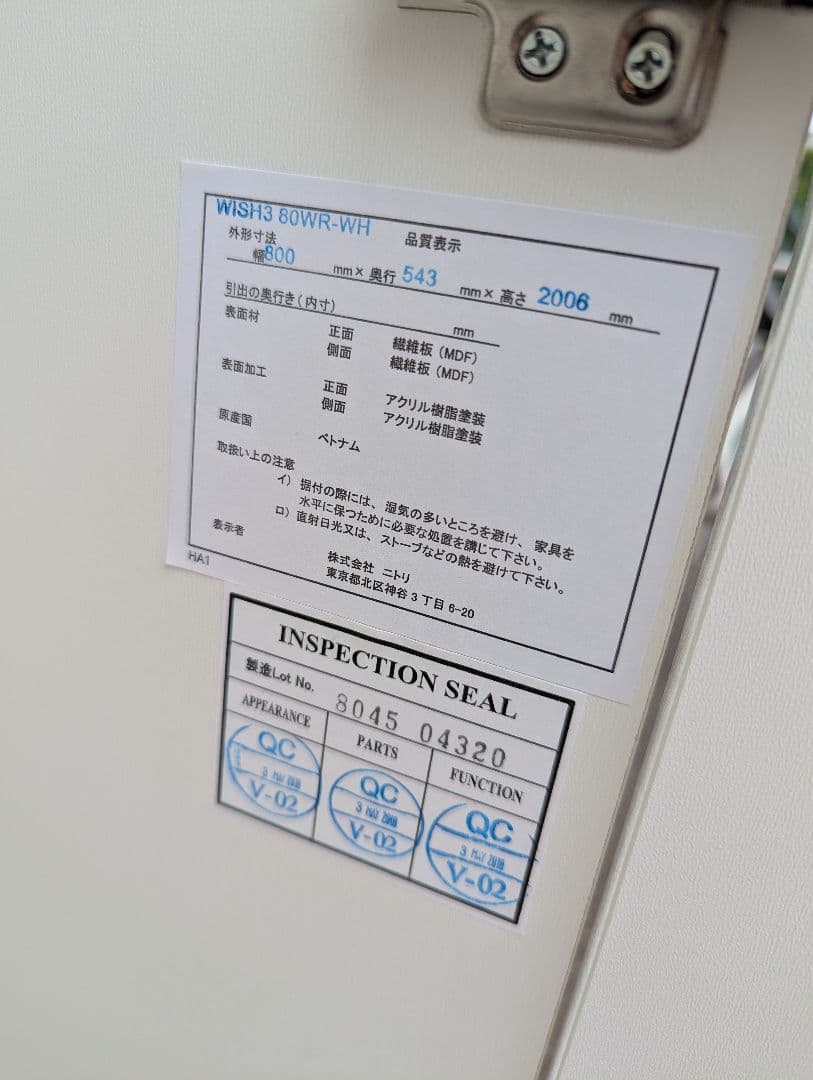 WISH3 80WR-WH
品質表示
外形寸法
幅800 mm× 奥行 543 mm× 高さ 2006 mm
引出の奥行き(内寸) mm
表面材 正面 繊維板 (MDF)
側面 繊維板 (MDF)
表面加工 正面 アクリル樹脂塗装
側面 アクリル樹脂塗装
原産国 ベトナム
取扱い上の注意
イ) 据付の際には、湿気の多いところを避け、家具を
水平に保つために必要な処置を講じて下さい。
ロ) 直射日光又は、ストーブなどの熱を避けて下さい。
表示者 株式会社 ニトリ
東京都北区神谷3丁目6-20
HA1
INSPECTION SEAL
製造Lot No. 8045 04320
APPEARANCE PARTS FUNCTION
QC QC QC
3 MAY 3 MAY 3 MAY
V-02 V-02 V-02